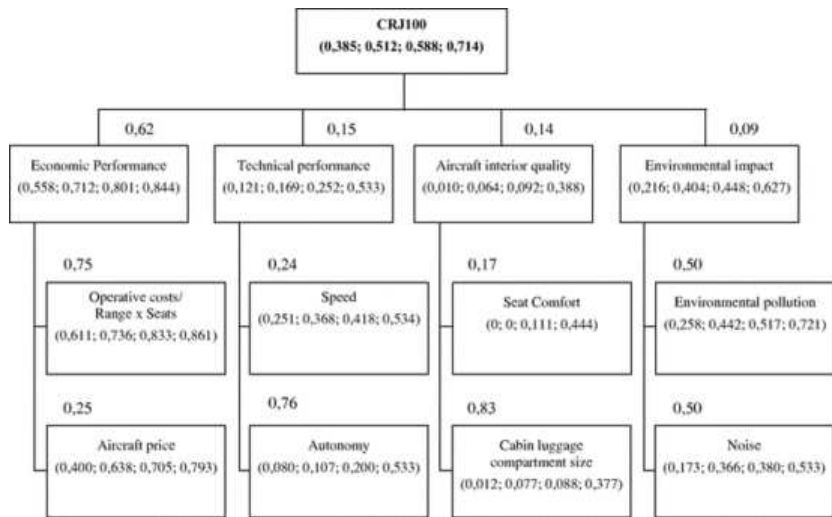 CRJ100
(0,385; 0,512; 0,588; 0,714)
0,62
0,15
0,14
0,09
Economic Performance
(0,558; 0,712; 0,801; 0,844)
Technical performance
(0,121; 0,169; 0,252; 0,533)
Aircraft interior quality
(0,010; 0,064; 0,092; 0,388)
Environmental impact
(0,216; 0,404; 0,448; 0,627)
0,75
0,24
0,17
0,50
Operative costs/
Range x Seats
(0,611; 0,736; 0,833; 0,861)
Speed
(0,251; 0,368; 0,418; 0,534)
Seat Comfort
(0; 0; 0,111; 0,444)
Environmental pollution
(0,258; 0,442; 0,517; 0,721)
0,25
0,76
0,83
0,50
Aircraft price
(0,400; 0,638; 0,705; 0,793)
Autonomy
(0,080; 0,107; 0,200; 0,533)
Cabin luggage
compartment size
(0,012; 0,077; 0,088; 0,377)
Noise
(0,173; 0,366; 0,380; 0,533)